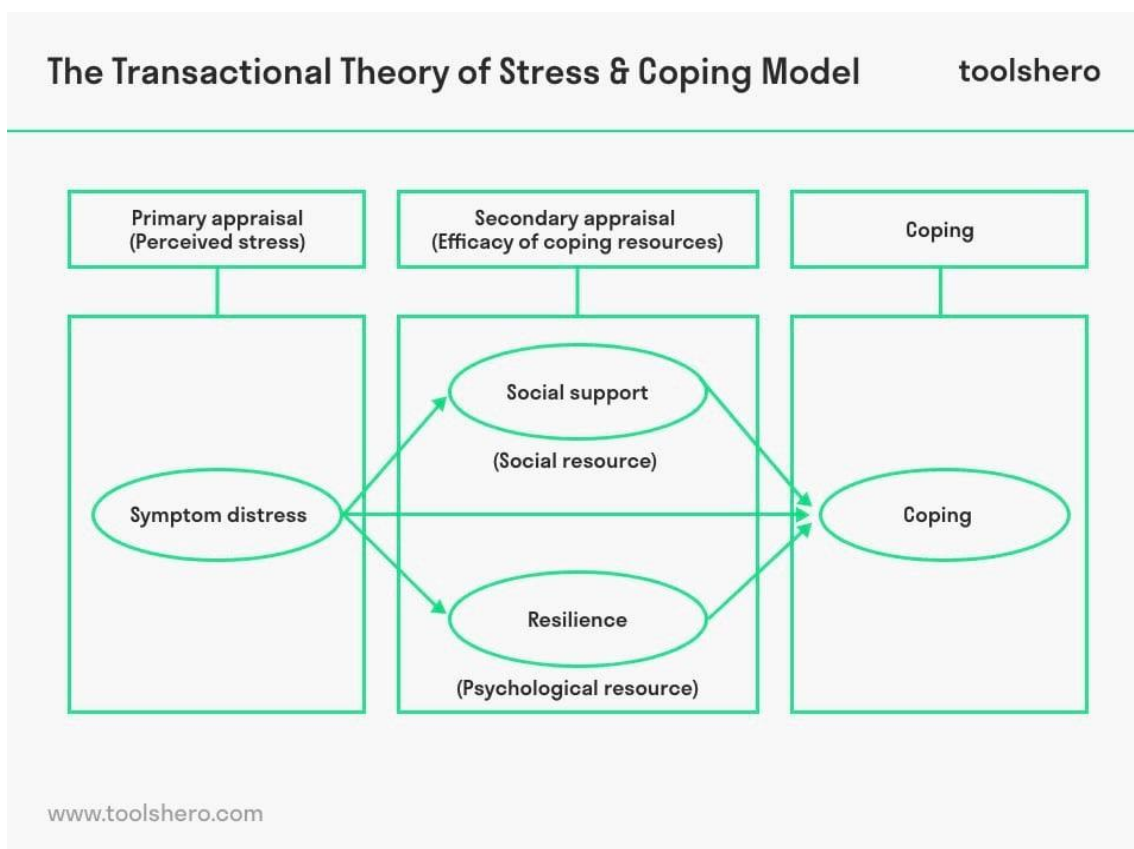 The Transactional Theory of Stress & Coping Model
toolshero
Primary appraisal
(Perceived stress)
Secondary appraisal
(Efficacy of coping resources)
Coping
Social support
(Social resource)
Symptom distress
Coping
Resilience
(Psychological resource)
www.toolshero.com